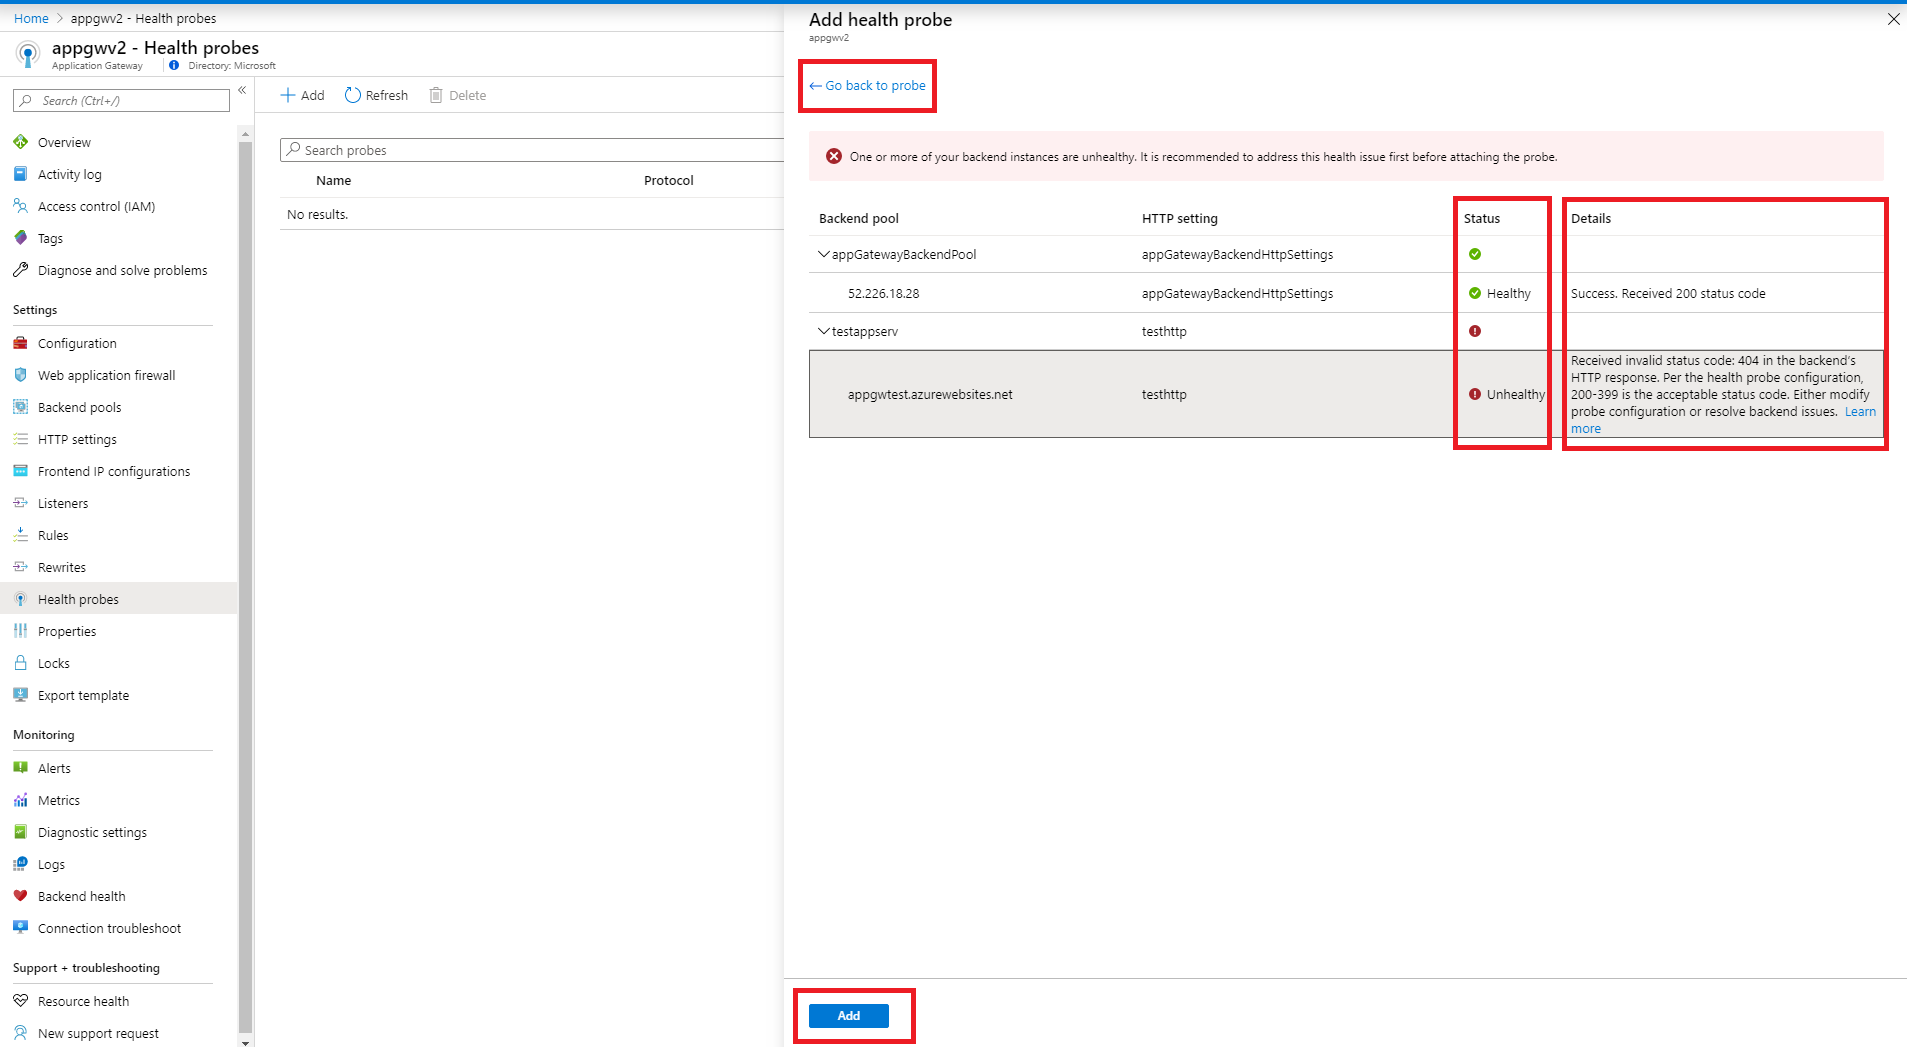 Home > appgwv2 - Health probes
appgwv2 - Health probes
Application Gateway
Directory: Microsoft
Search (Ctrl+/)
Overview
Activity log
Access control (IAM)
Tags
Diagnose and solve problems
Settings
Configuration
Web application firewall
Backend pools
HTTP settings
Frontend IP configurations
Listeners
Rules
Rewrites
Health probes
Properties
Locks
Export template
Monitoring
Alerts
Metrics
Diagnostic settings
Logs
Backend health
Connection troubleshoot
Support + troubleshooting
Resource health
New support request
Add Refresh Delete
Search probes
Name Protocol
No results.
Add health probe
appgwv2
← Go back to probe
One or more of your backend instances are unhealthy. It is recommended to address this health issue first before attaching the probe.
Backend pool HTTP setting Status Details
appGatewayBackendPool appGatewayBackendHttpSettings
52.226.18.28 appGatewayBackendHttpSettings Healthy Success. Received 200 status code
testappserv testhttp
appgwtest.azurewebsites.net testhttp Unhealthy
Received invalid status code: 404 in the backend's
HTTP response. Per the health probe configuration,
200-399 is the acceptable status code. Either modify
probe configuration or resolve backend issues. Learn
more
Add